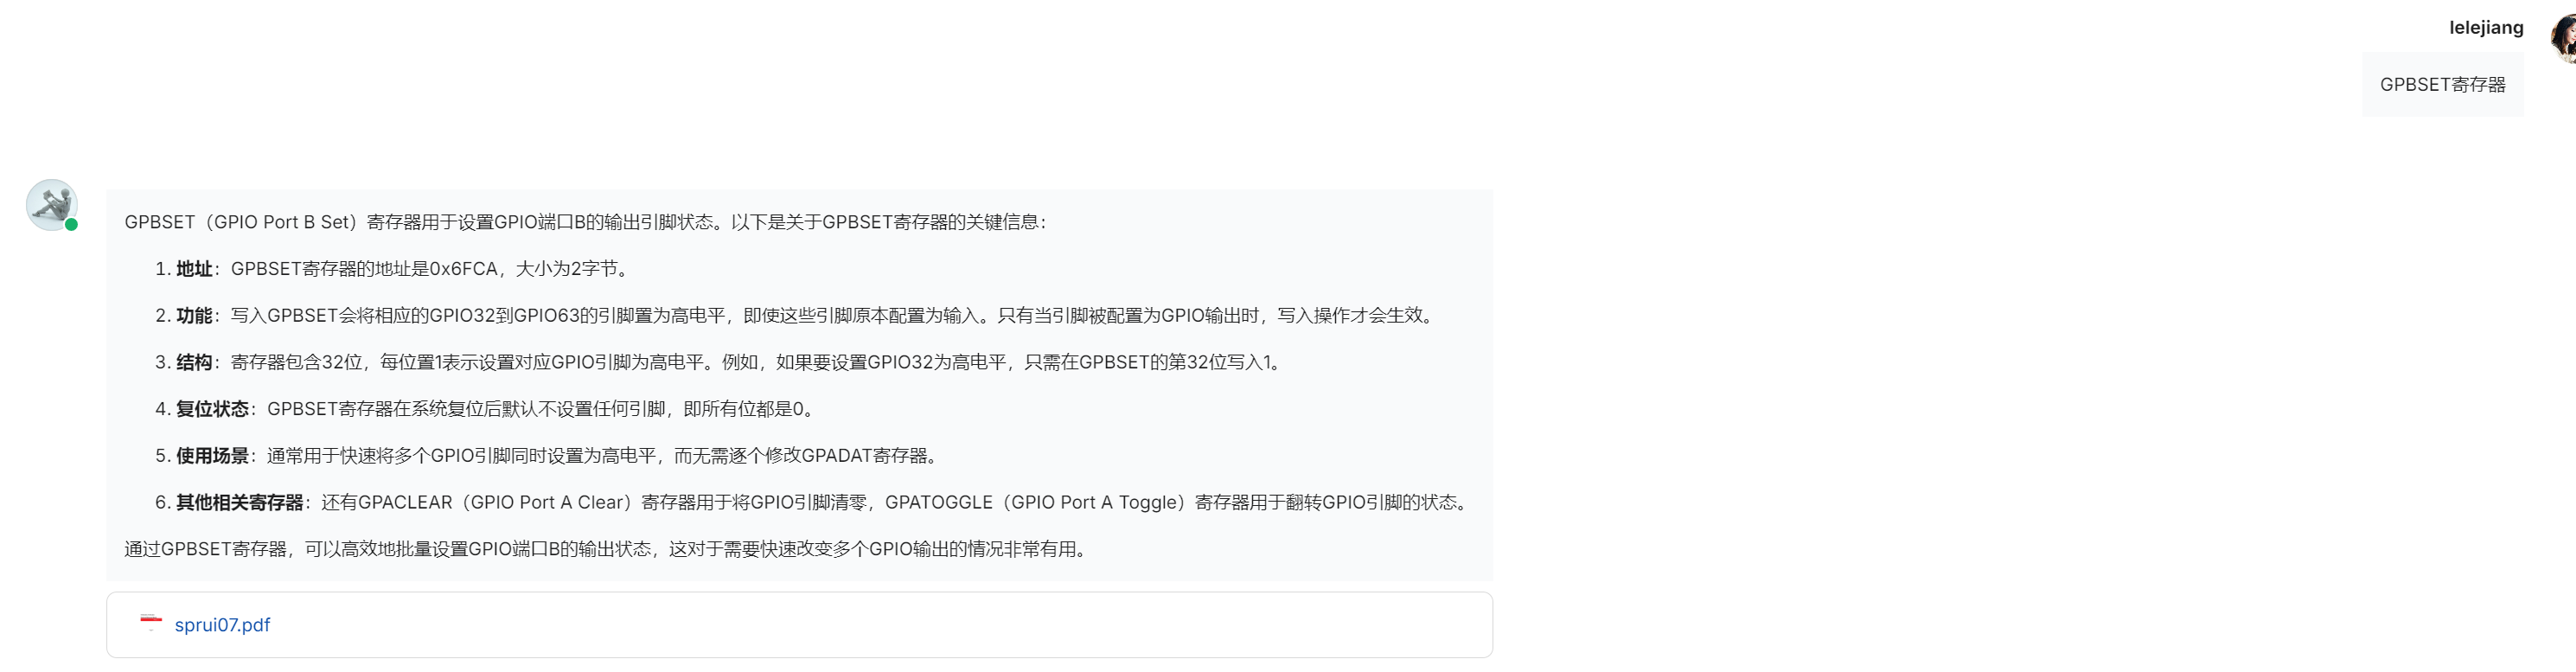 lelejiang
GPBSET寄存器
GPBSET（GPIO Port B Set）寄存器用于设置GPIO端口B的输出引脚状态。以下是关于GPBSET寄存器的关键信息：
1. 地址：GPBSET寄存器的地址是0x6FCA，大小为2字节。
2. 功能：写入GPBSET会将相应的GPIO32到GPIO63的引脚置为高电平，即使这些引脚原本配置为输入。只有当引脚被配置为GPIO输出时，写入操作才会生效。
3. 结构：寄存器包含32位，每位置1表示设置对应GPIO引脚为高电平。例如，如果要设置GPIO32为高电平，只需在GPBSET的第32位写入1。
4. 复位状态：GPBSET寄存器在系统复位后默认不设置任何引脚，即所有位都是0。
5. 使用场景：通常用于快速将多个GPIO引脚同时设置为高电平，而无需逐个修改GPADAT寄存器。
6. 其他相关寄存器：还有GPACLEAR（GPIO Port A Clear）寄存器用于将GPIO引脚清零，GPATOGGLE（GPIO Port A Toggle）寄存器用于翻转GPIO引脚的状态。
通过GPBSET寄存器，可以高效地批量设置GPIO端口B的输出状态，这对于需要快速改变多个GPIO输出的情况非常有用。
sprui07.pdf